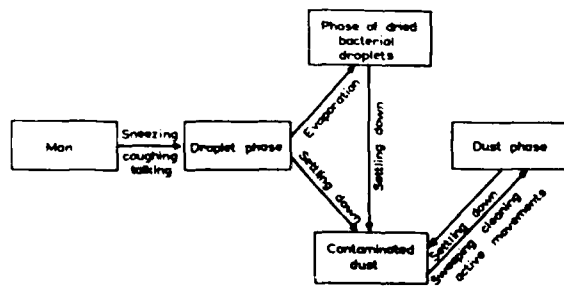 Phase of dried
bacterial
droplets
Evaporation
Settling down
Man
Sneezing
coughing
talking
Droplet phase
Dust phase
Settling down
Settling down
Sweeping cleaning
active movements
Contaminated
dust